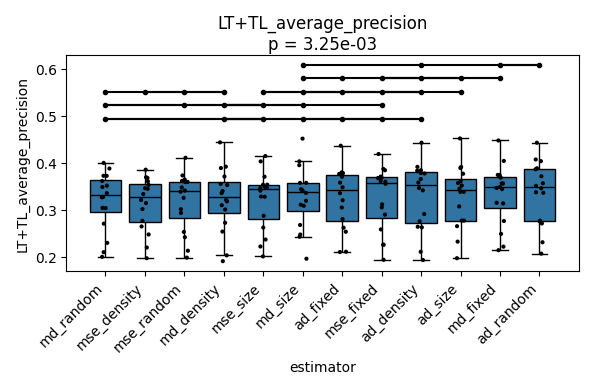 LT+TL_average_precision
p = 3.25e-03
LT+TL_average_precision
0.6
0.5
0.4
0.3
0.2
md_random
mse_density
mse_random
md_density
mse_size
md_size
ad_fixed
mse_fixed
ad_density
ad_size
md_fixed
ad_random
estimator